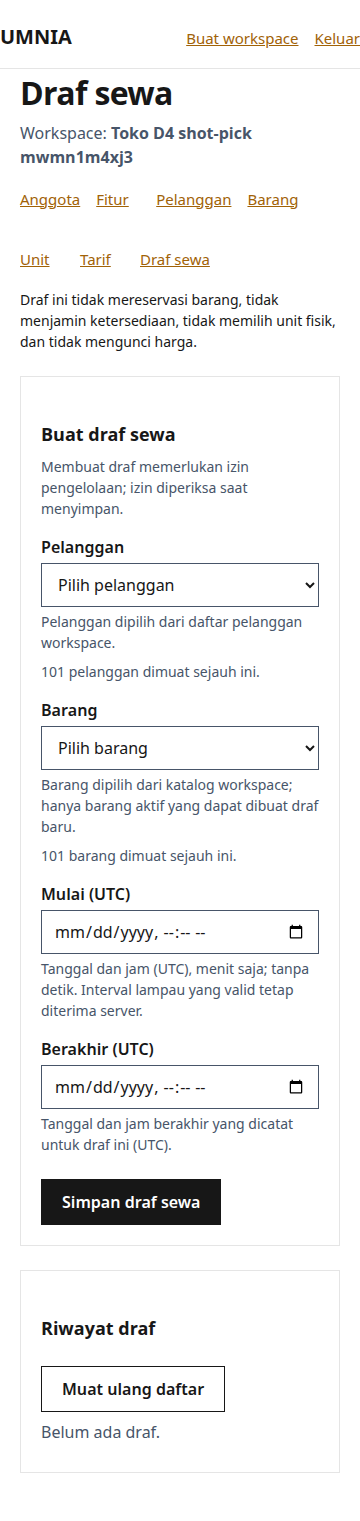 UMNIA Buat workspace Keluar
Draf sewa
Workspace: Toko D4 shot-pick
mwmn1m4xj3
Anggota Fitur Pelanggan Barang
Unit Tarif Draf sewa
Draf ini tidak mereservasi barang, tidak
menjamin ketersediaan, tidak memilih unit fisik,
dan tidak mengunci harga.
Buat draf sewa
Membuat draf memerlukan izin
pengelolaan; izin diperiksa saat
menyimpan.
Pelanggan
Pilih pelanggan
Pelanggan dipilih dari daftar pelanggan
workspace.
101 pelanggan dimuat sejauh ini.
Barang
Pilih barang
Barang dipilih dari katalog workspace;
hanya barang aktif yang dapat dibuat draf
baru.
101 barang dimuat sejauh ini.
Mulai (UTC)
mm/dd/yyyy, --:-- --
Tanggal dan jam (UTC), menit saja; tanpa
detik. Interval lampau yang valid tetap
diterima server.
Berakhir (UTC)
mm/dd/yyyy, --:-- --
Tanggal dan jam berakhir yang dicatat
untuk draf ini (UTC).
Simpan draf sewa
Riwayat draf
Muat ulang daftar
Belum ada draf.